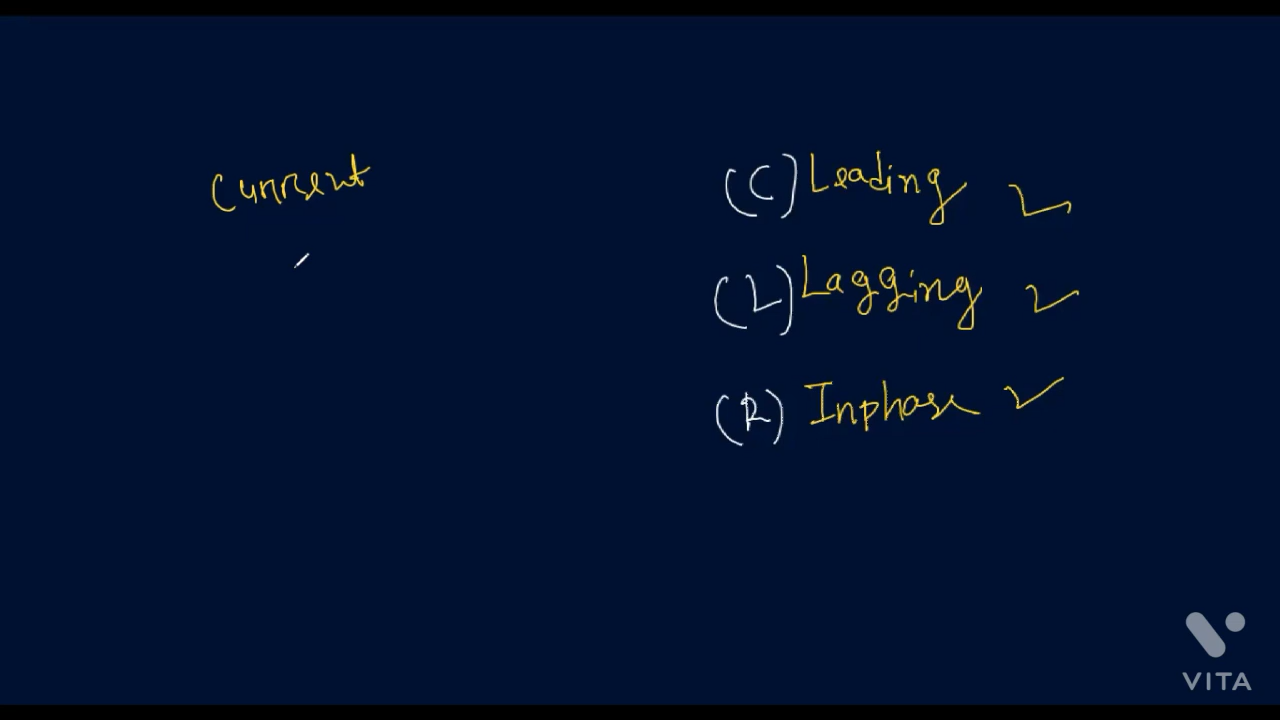 Current
(C) Leading
(L) Lagging
(R) Inphase
VITA